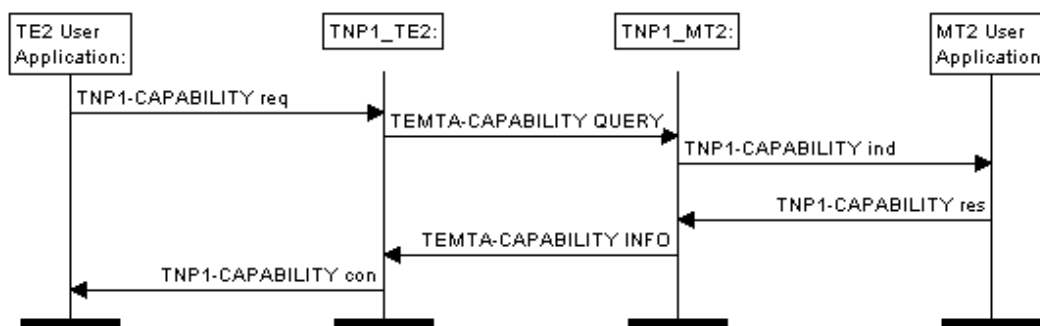 TE2 User
Application:
TNP1_TE2:
TNP1_MT2:
MT2 User
Application
TNP1-CAPABILITY req
TEMTA-CAPABILITY QUERY
TNP1-CAPABILITY ind
TNP1-CAPABILITY res
TEMTA-CAPABILITY INFO
TNP1-CAPABILITY con